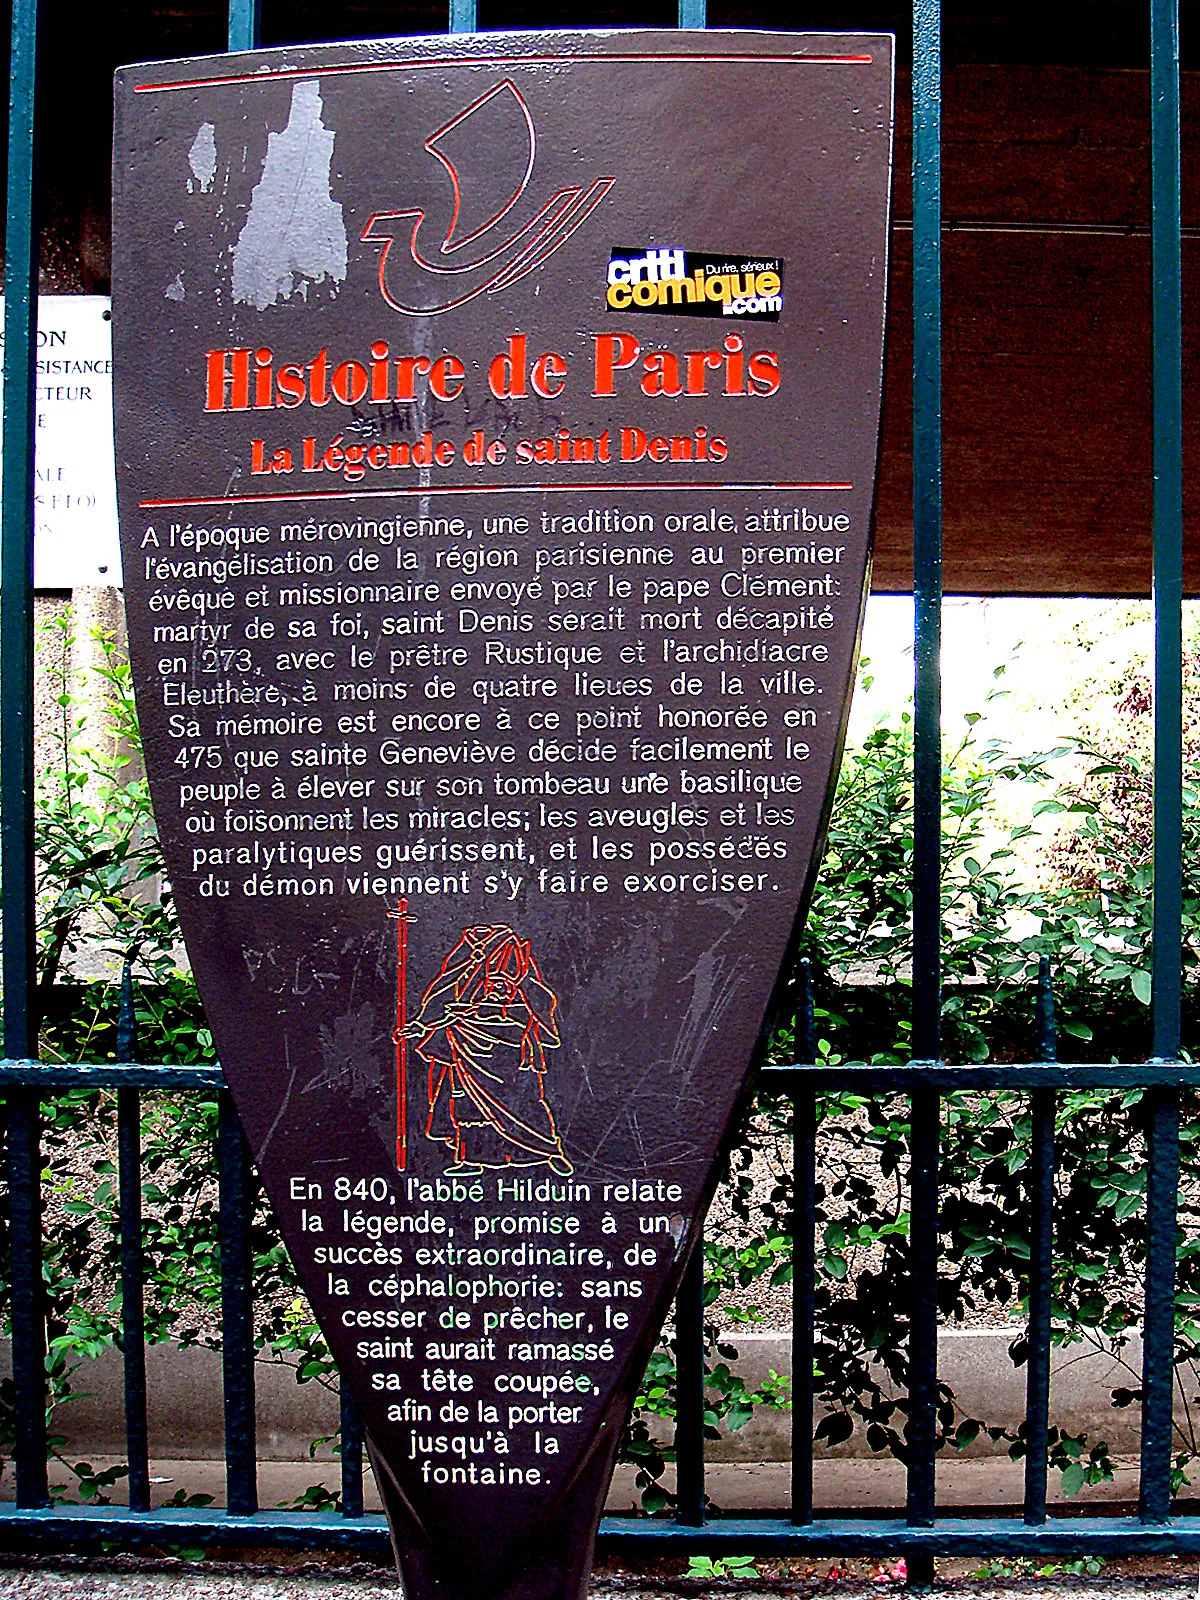 criti
Du rire, sérieux !
comique
.com
Histoire de Paris
La Légende de saint Denis
A l'époque mérovingienne, une tradition orale attribue
l'évangélisation de la région parisienne au premier
évêque et missionnaire envoyé par le pape Clément:
martyr de sa foi, saint Denis serait mort décapité
en 273, avec le prêtre Rustique et l'archidiacre
Eleuthère, à moins de quatre lieues de la ville.
Sa mémoire est encore à ce point honorée en
475 que sainte Geneviève décide facilement le
peuple à élever sur son tombeau une basilique
où foisonnent les miracles; les aveugles et les
paralytiques guérissent, et les possédés
du démon viennent s'y faire exorciser.
En 840, l'abbé Hilduin relate
la légende, promise à un
succès extraordinaire, de
la céphalophorie: sans
cesser de prêcher, le
saint aurait ramassé
sa tête coupée,
afin de la porter
jusqu'à la
fontaine.
ON
SISTANCE
CTEUR
E
ALE